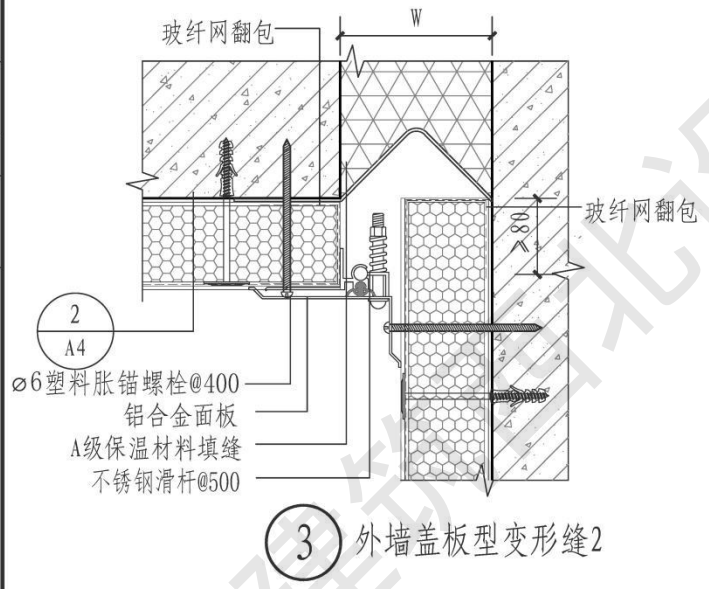 玻纤网翻包
W
玻纤网翻包
≥80
2
A4
⌀6塑料胀锚螺栓@400
铝合金面板
A级保温材料填缝
不锈钢滑杆@500
3 外墙盖板型变形缝2